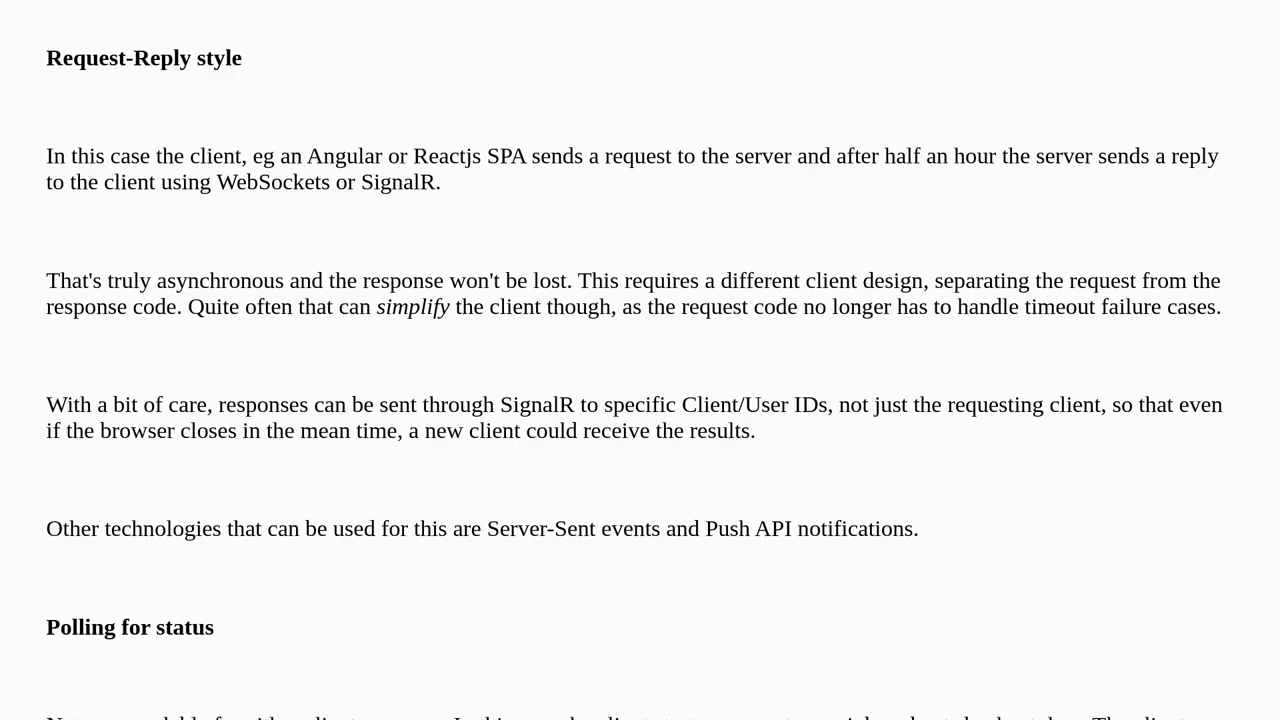 Request-Reply style
In this case the client, eg an Angular or Reactjs SPA sends a request to the server and after half an hour the server sends a reply
to the client using WebSockets or SignalR.
That's truly asynchronous and the response won't be lost. This requires a different client design, separating the request from the
response code. Quite often that can simplify the client though, as the request code no longer has to handle timeout failure cases.
With a bit of care, responses can be sent through SignalR to specific Client/User IDs, not just the requesting client, so that even
if the browser closes in the mean time, a new client could receive the results.
Other technologies that can be used for this are Server-Sent events and Push API notifications.
Polling for status